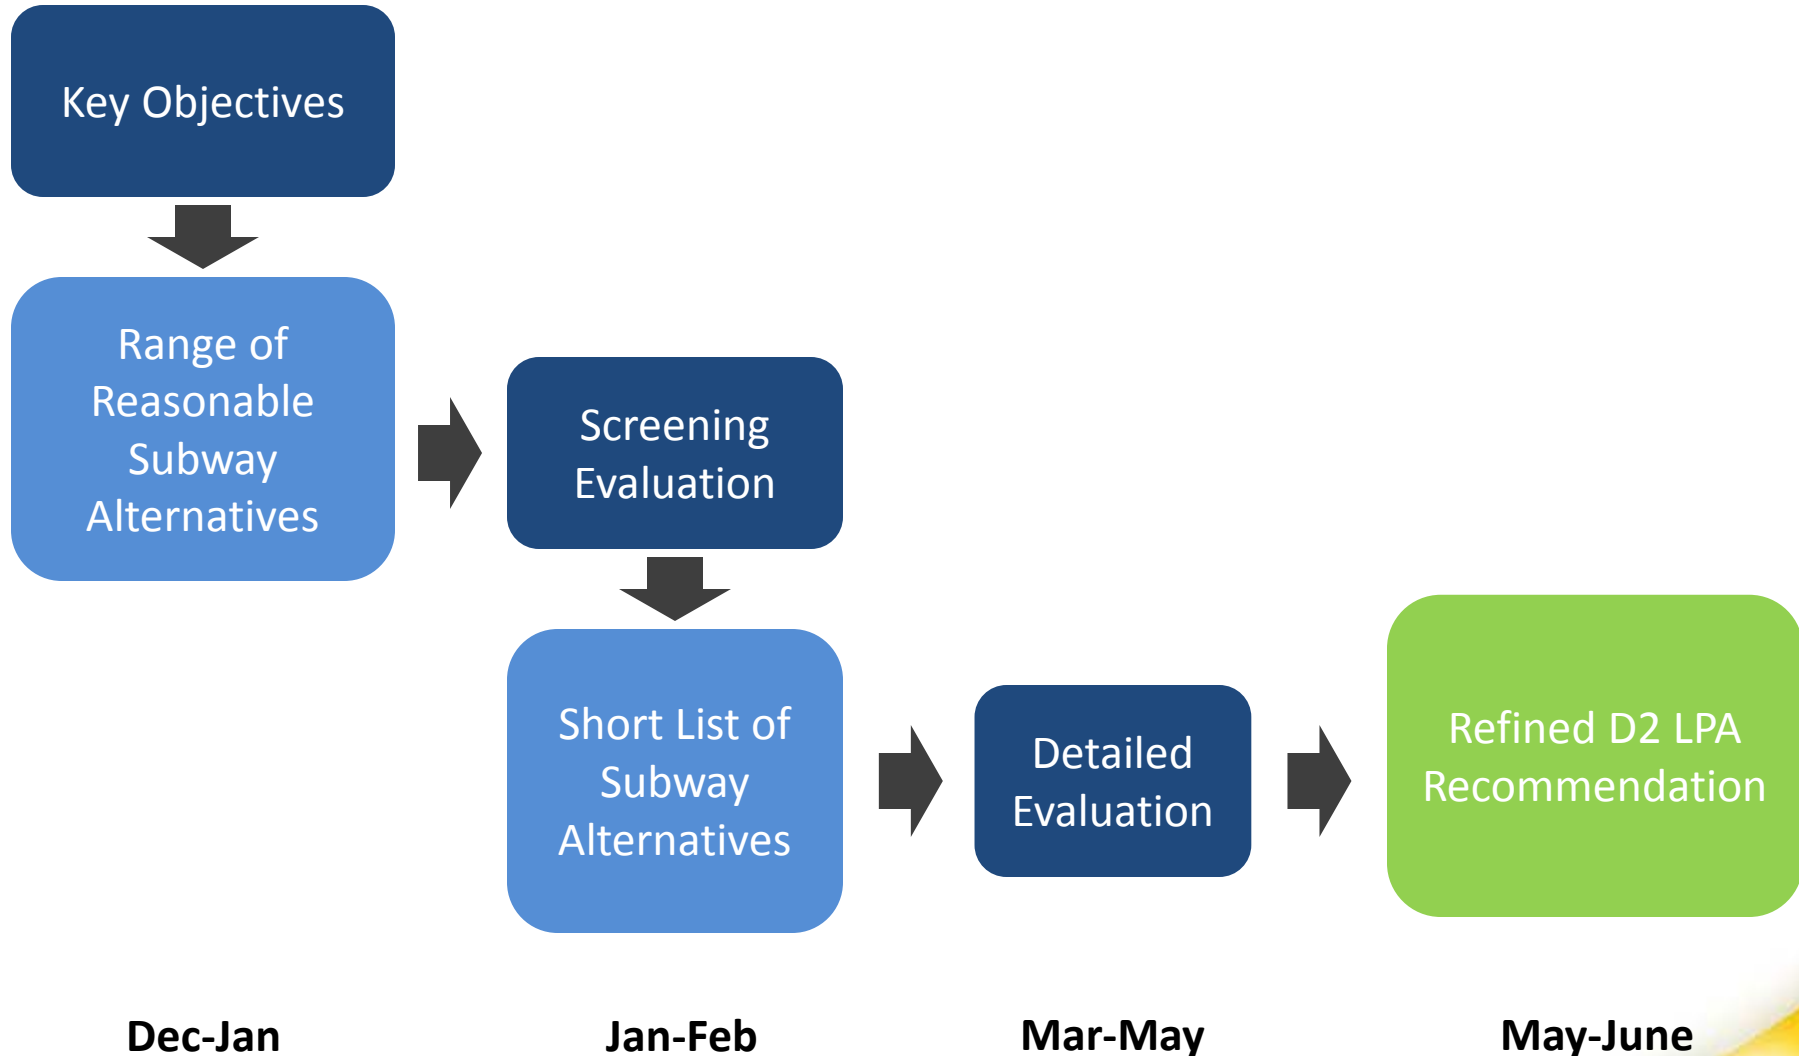 Key Objectives
Range of
Reasonable
Subway
Alternatives
Screening
Evaluation
Short List of
Subway
Alternatives
Detailed
Evaluation
Refined D2 LPA
Recommendation
Dec-Jan
Jan-Feb
Mar-May
May-June